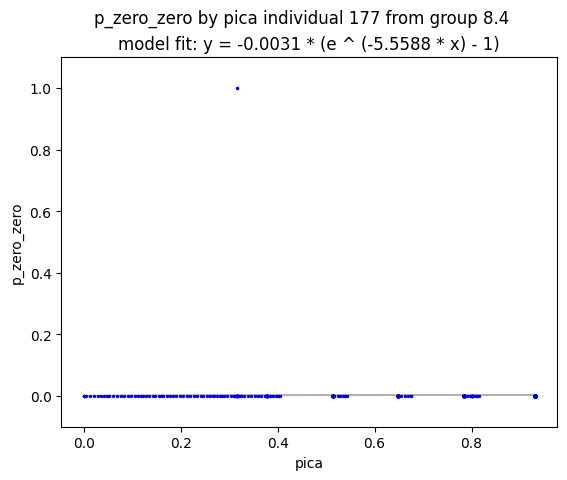 p_zero_zero by pica individual 177 from group 8.4
model fit: y = -0.0031 * (e ^ (-5.5588 * x) - 1)
1.0
0.8
0.6
0.4
0.2
0.0
p_zero_zero
0.0 0.2 0.4 0.6 0.8
pica